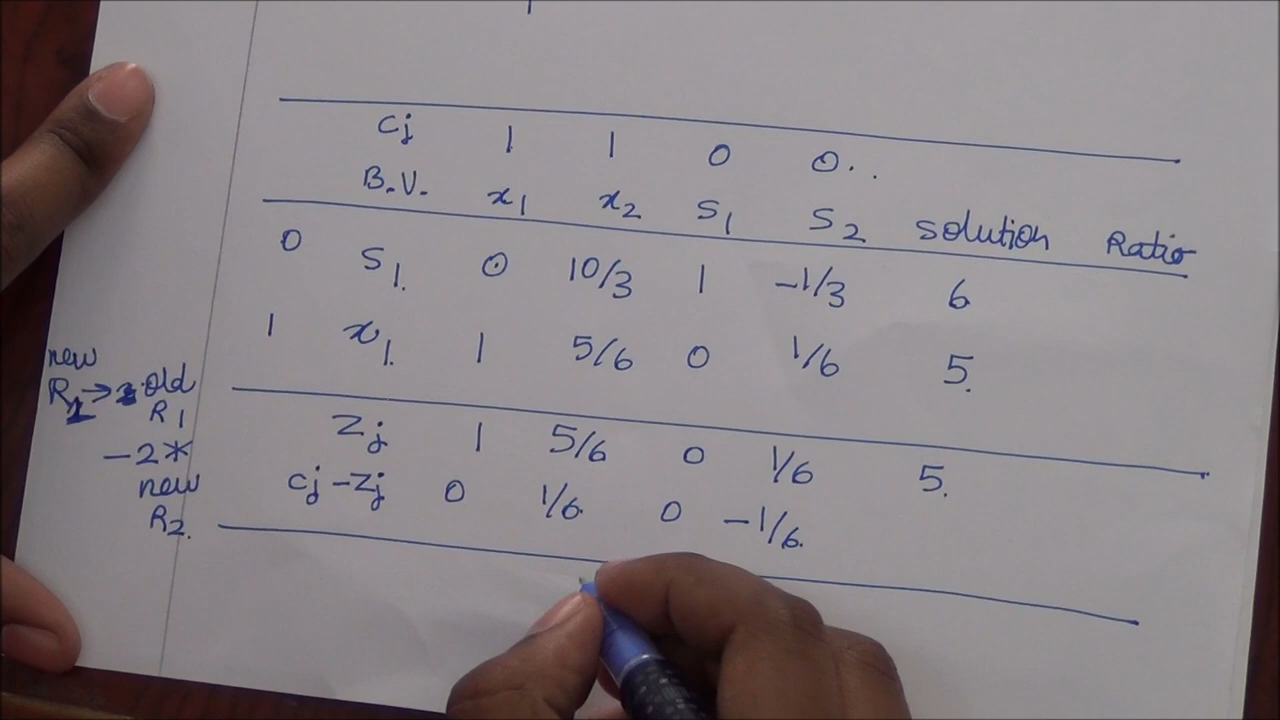 Cj 1 1 0 0..
B.V. x1 x2 S1 S2 Solution Ratio
0 S1. 0 10/3 1 -1/3 6
1 x1. 1 5/6 0 1/6 5.
Zj 1 5/6 0 1/6 5.
Cj-Zj 0 1/6. 0 -1/6.
new
R1→ old
R1
-2*
new
R2.